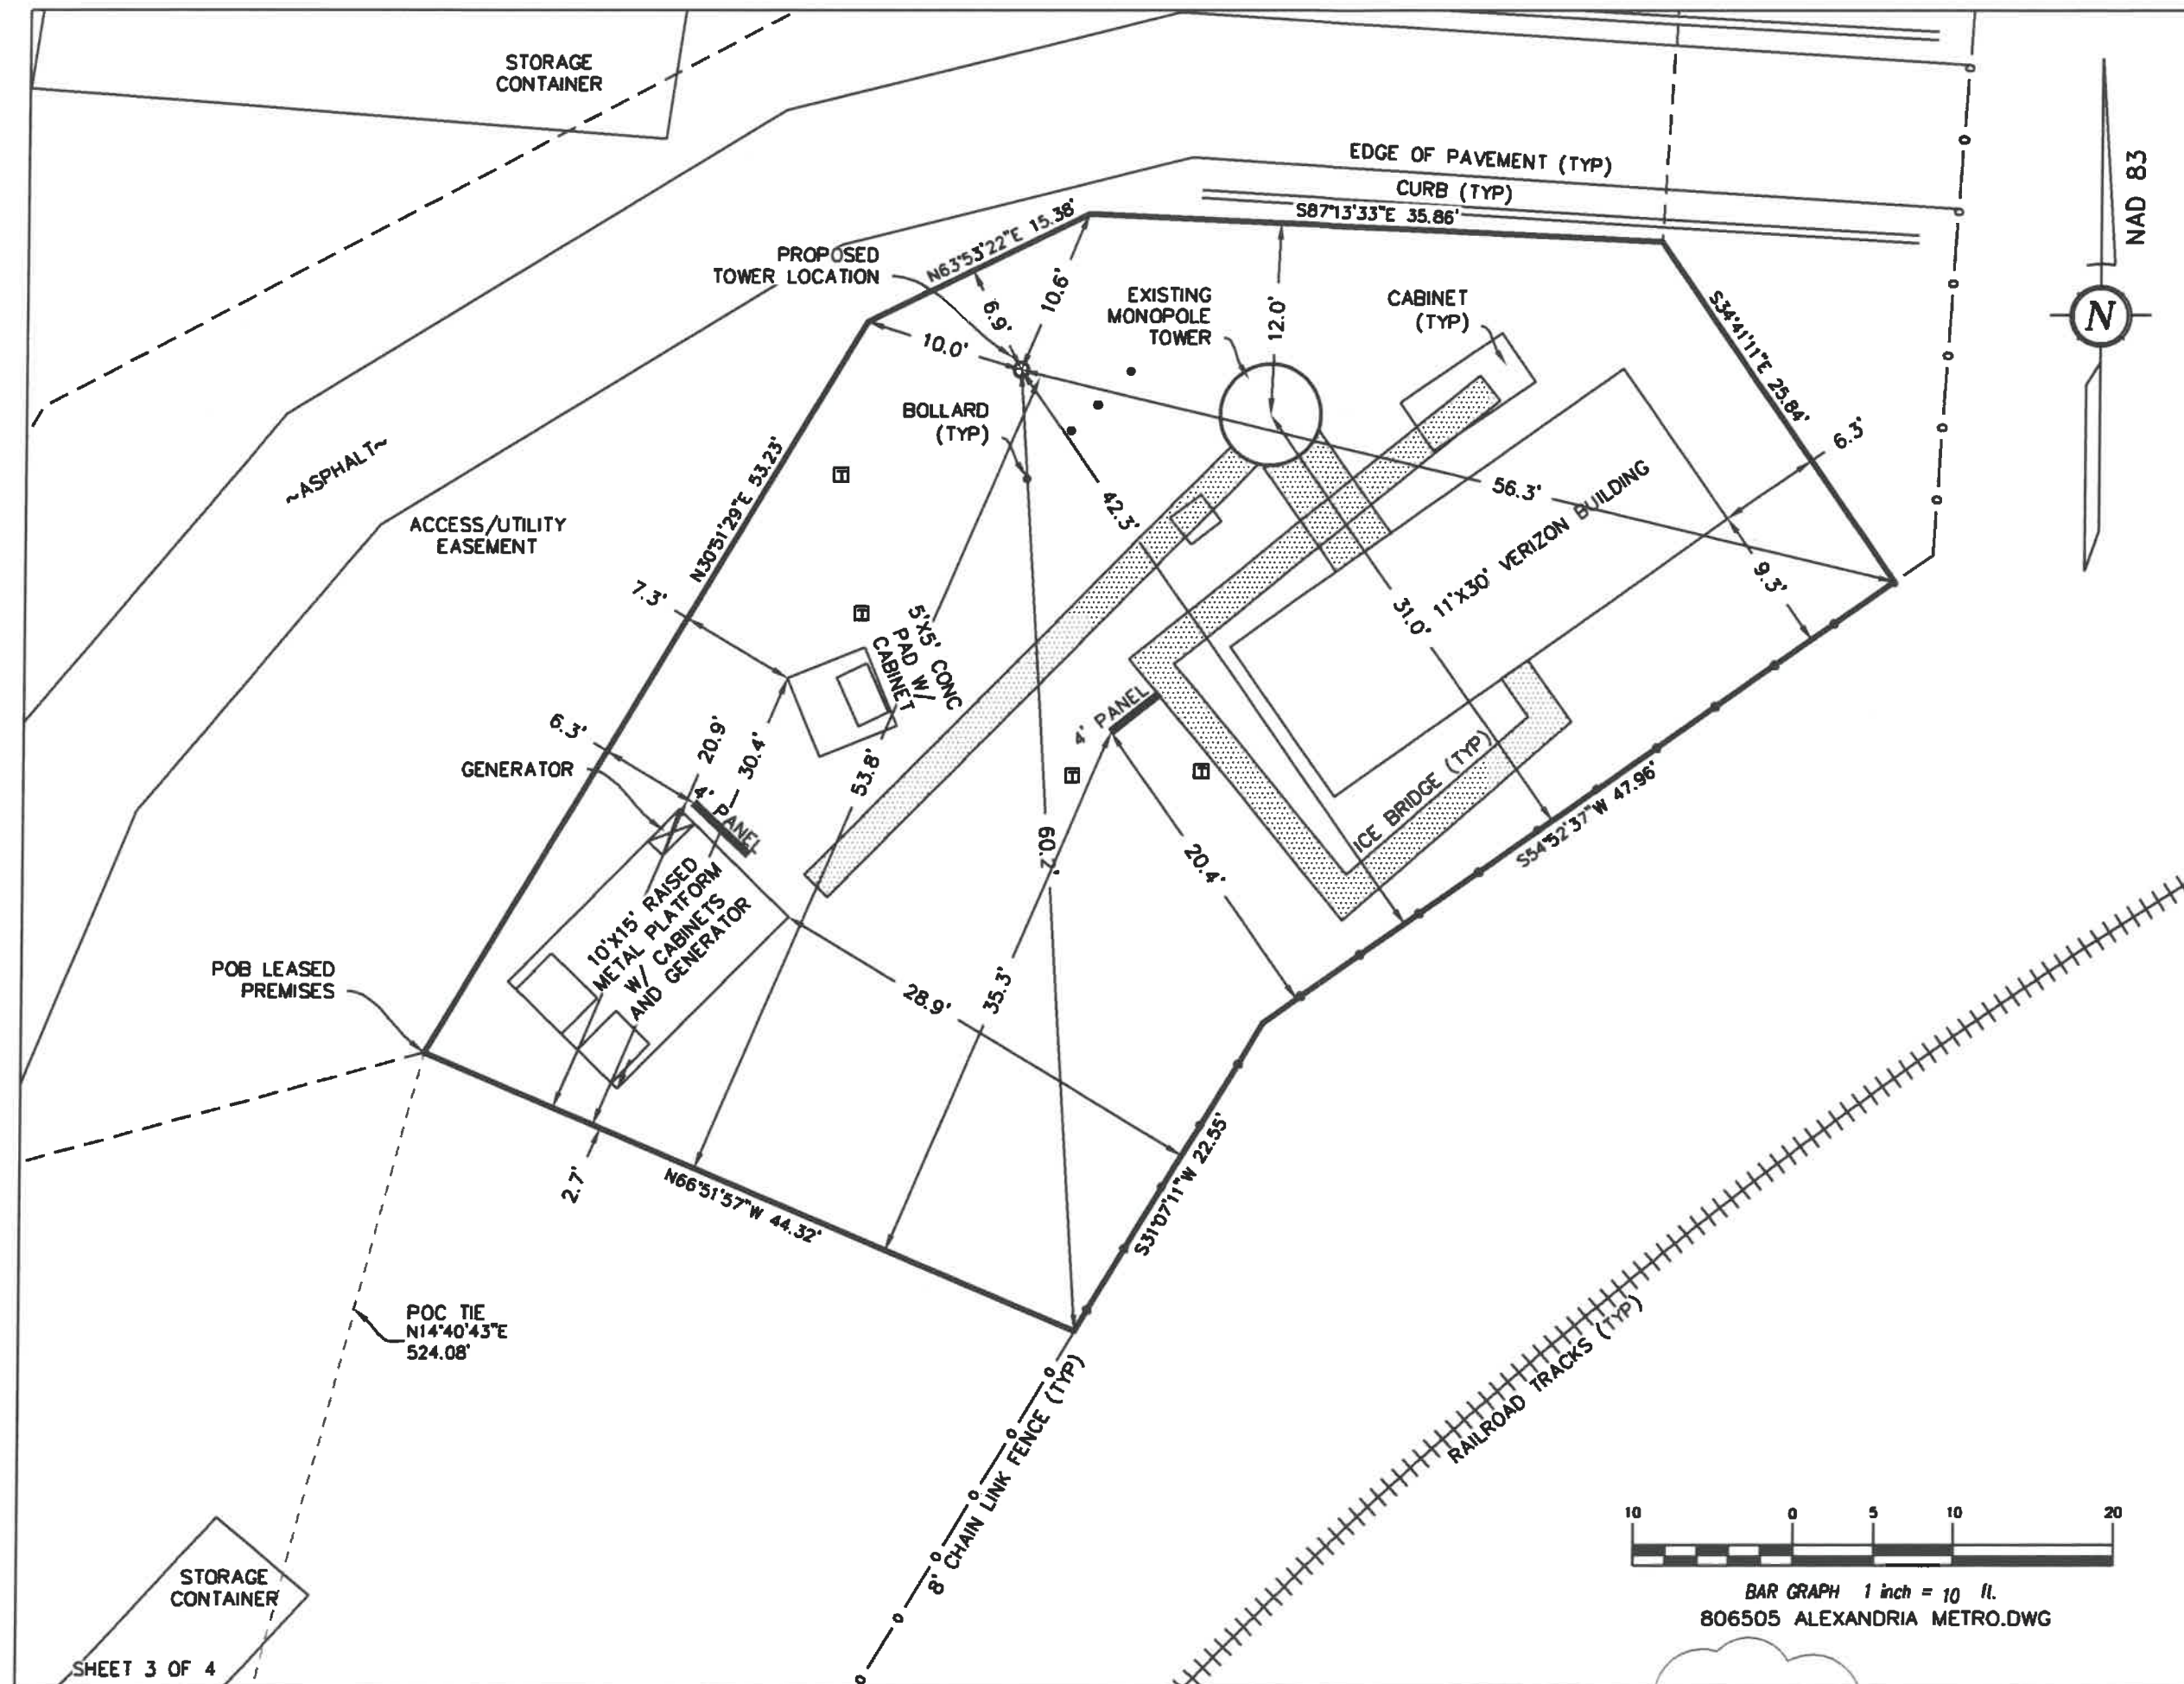 STORAGE
CONTAINER
EDGE OF PAVEMENT (TYP)
CURB (TYP)
S87°13'33"E 35.86'
NAD 83
N
N63°53'22"E 15.38'
PROPOSED
TOWER LOCATION
10.6'
6.9'
10.0'
EXISTING
MONOPOLE
TOWER
12.0'
CABINET
(TYP)
S34°41'11"E 25.84'
6.3'
BOLLARD
(TYP)
~ASPHALT~
ACCESS/UTILITY
EASEMENT
N30°51'29"E 53.23'
T
42.3'
56.3'
11'X30' VERIZON BUILDING
9.3'
31.0'
7.3'
T
5'X5' CONC
PAD W/
CABINET
4' PANEL
6.3'
20.9'
30.4'
53.8'
GENERATOR
4' PANEL
T
T
ICE BRIDGE (TYP)
S54°52'37"W 47.96'
60.2'
20.4'
10'X15' RAISED
METAL PLATFORM
W/ CABINETS
AND GENERATOR
POB LEASED
PREMISES
28.9'
35.3'
2.7'
N66°51'57"W 44.32'
S31°07'11"W 22.55'
POC TIE
N14°40'43"E
524.08'
8' CHAIN LINK FENCE (TYP)
RAILROAD TRACKS (TYP)
10 0 5 10 20
BAR GRAPH 1 inch = 10 ft.
806505 ALEXANDRIA METRO.DWG
STORAGE
CONTAINER
SHEET 3 OF 4